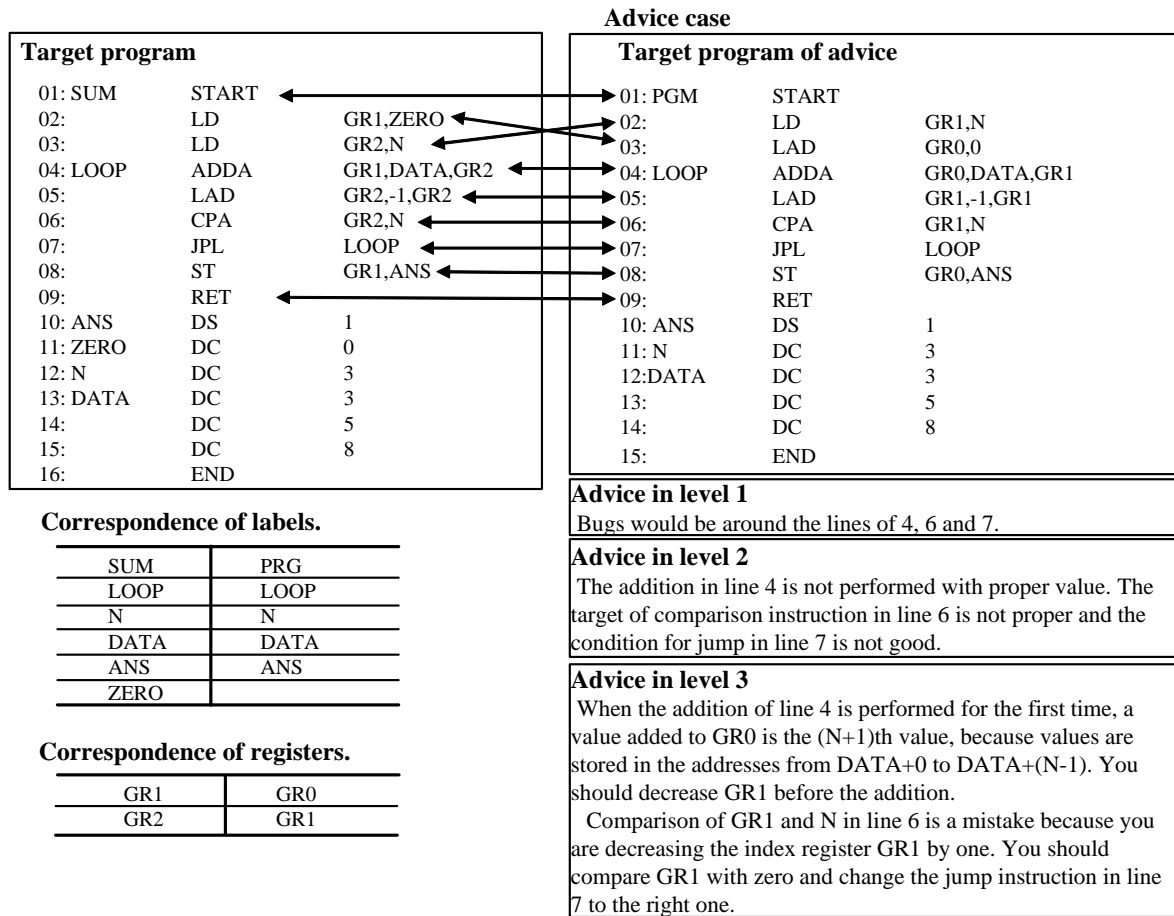 Advice case
Target program
01: SUM START
02: LD GR1,ZERO
03: LD GR2,N
04: LOOP ADDA GR1,DATA,GR2
05: LAD GR2,-1,GR2
06: CPA GR2,N
07: JPL LOOP
08: ST GR1,ANS
09: RET
10: ANS DS 1
11: ZERO DC 0
12: N DC 3
13: DATA DC 3
14: DC 5
15: DC 8
16: END
Target program of advice
01: PGM START
02: LD GR1,N
03: LAD GR0,0
04: LOOP ADDA GR0,DATA,GR1
05: LAD GR1,-1,GR1
06: CPA GR1,N
07: JPL LOOP
08: ST GR0,ANS
09: RET
10: ANS DS 1
11: N DC 3
12:DATA DC 3
13: DC 5
14: DC 8
15: END
Correspondence of labels.
SUM PRG
LOOP LOOP
N N
DATA DATA
ANS ANS
ZERO
Correspondence of registers.
GR1 GR0
GR2 GR1
Advice in level 1
Bugs would be around the lines of 4, 6 and 7.
Advice in level 2
The addition in line 4 is not performed with proper value. The
target of comparison instruction in line 6 is not proper and the
condition for jump in line 7 is not good.
Advice in level 3
When the addition of line 4 is performed for the first time, a
value added to GR0 is the (N+1)th value, because values are
stored in the addresses from DATA+0 to DATA+(N-1). You
should decrease GR1 before the addition.
Comparison of GR1 and N in line 6 is a mistake because you
are decreasing the index register GR1 by one. You should
compare GR1 with zero and change the jump instruction in line
7 to the right one.